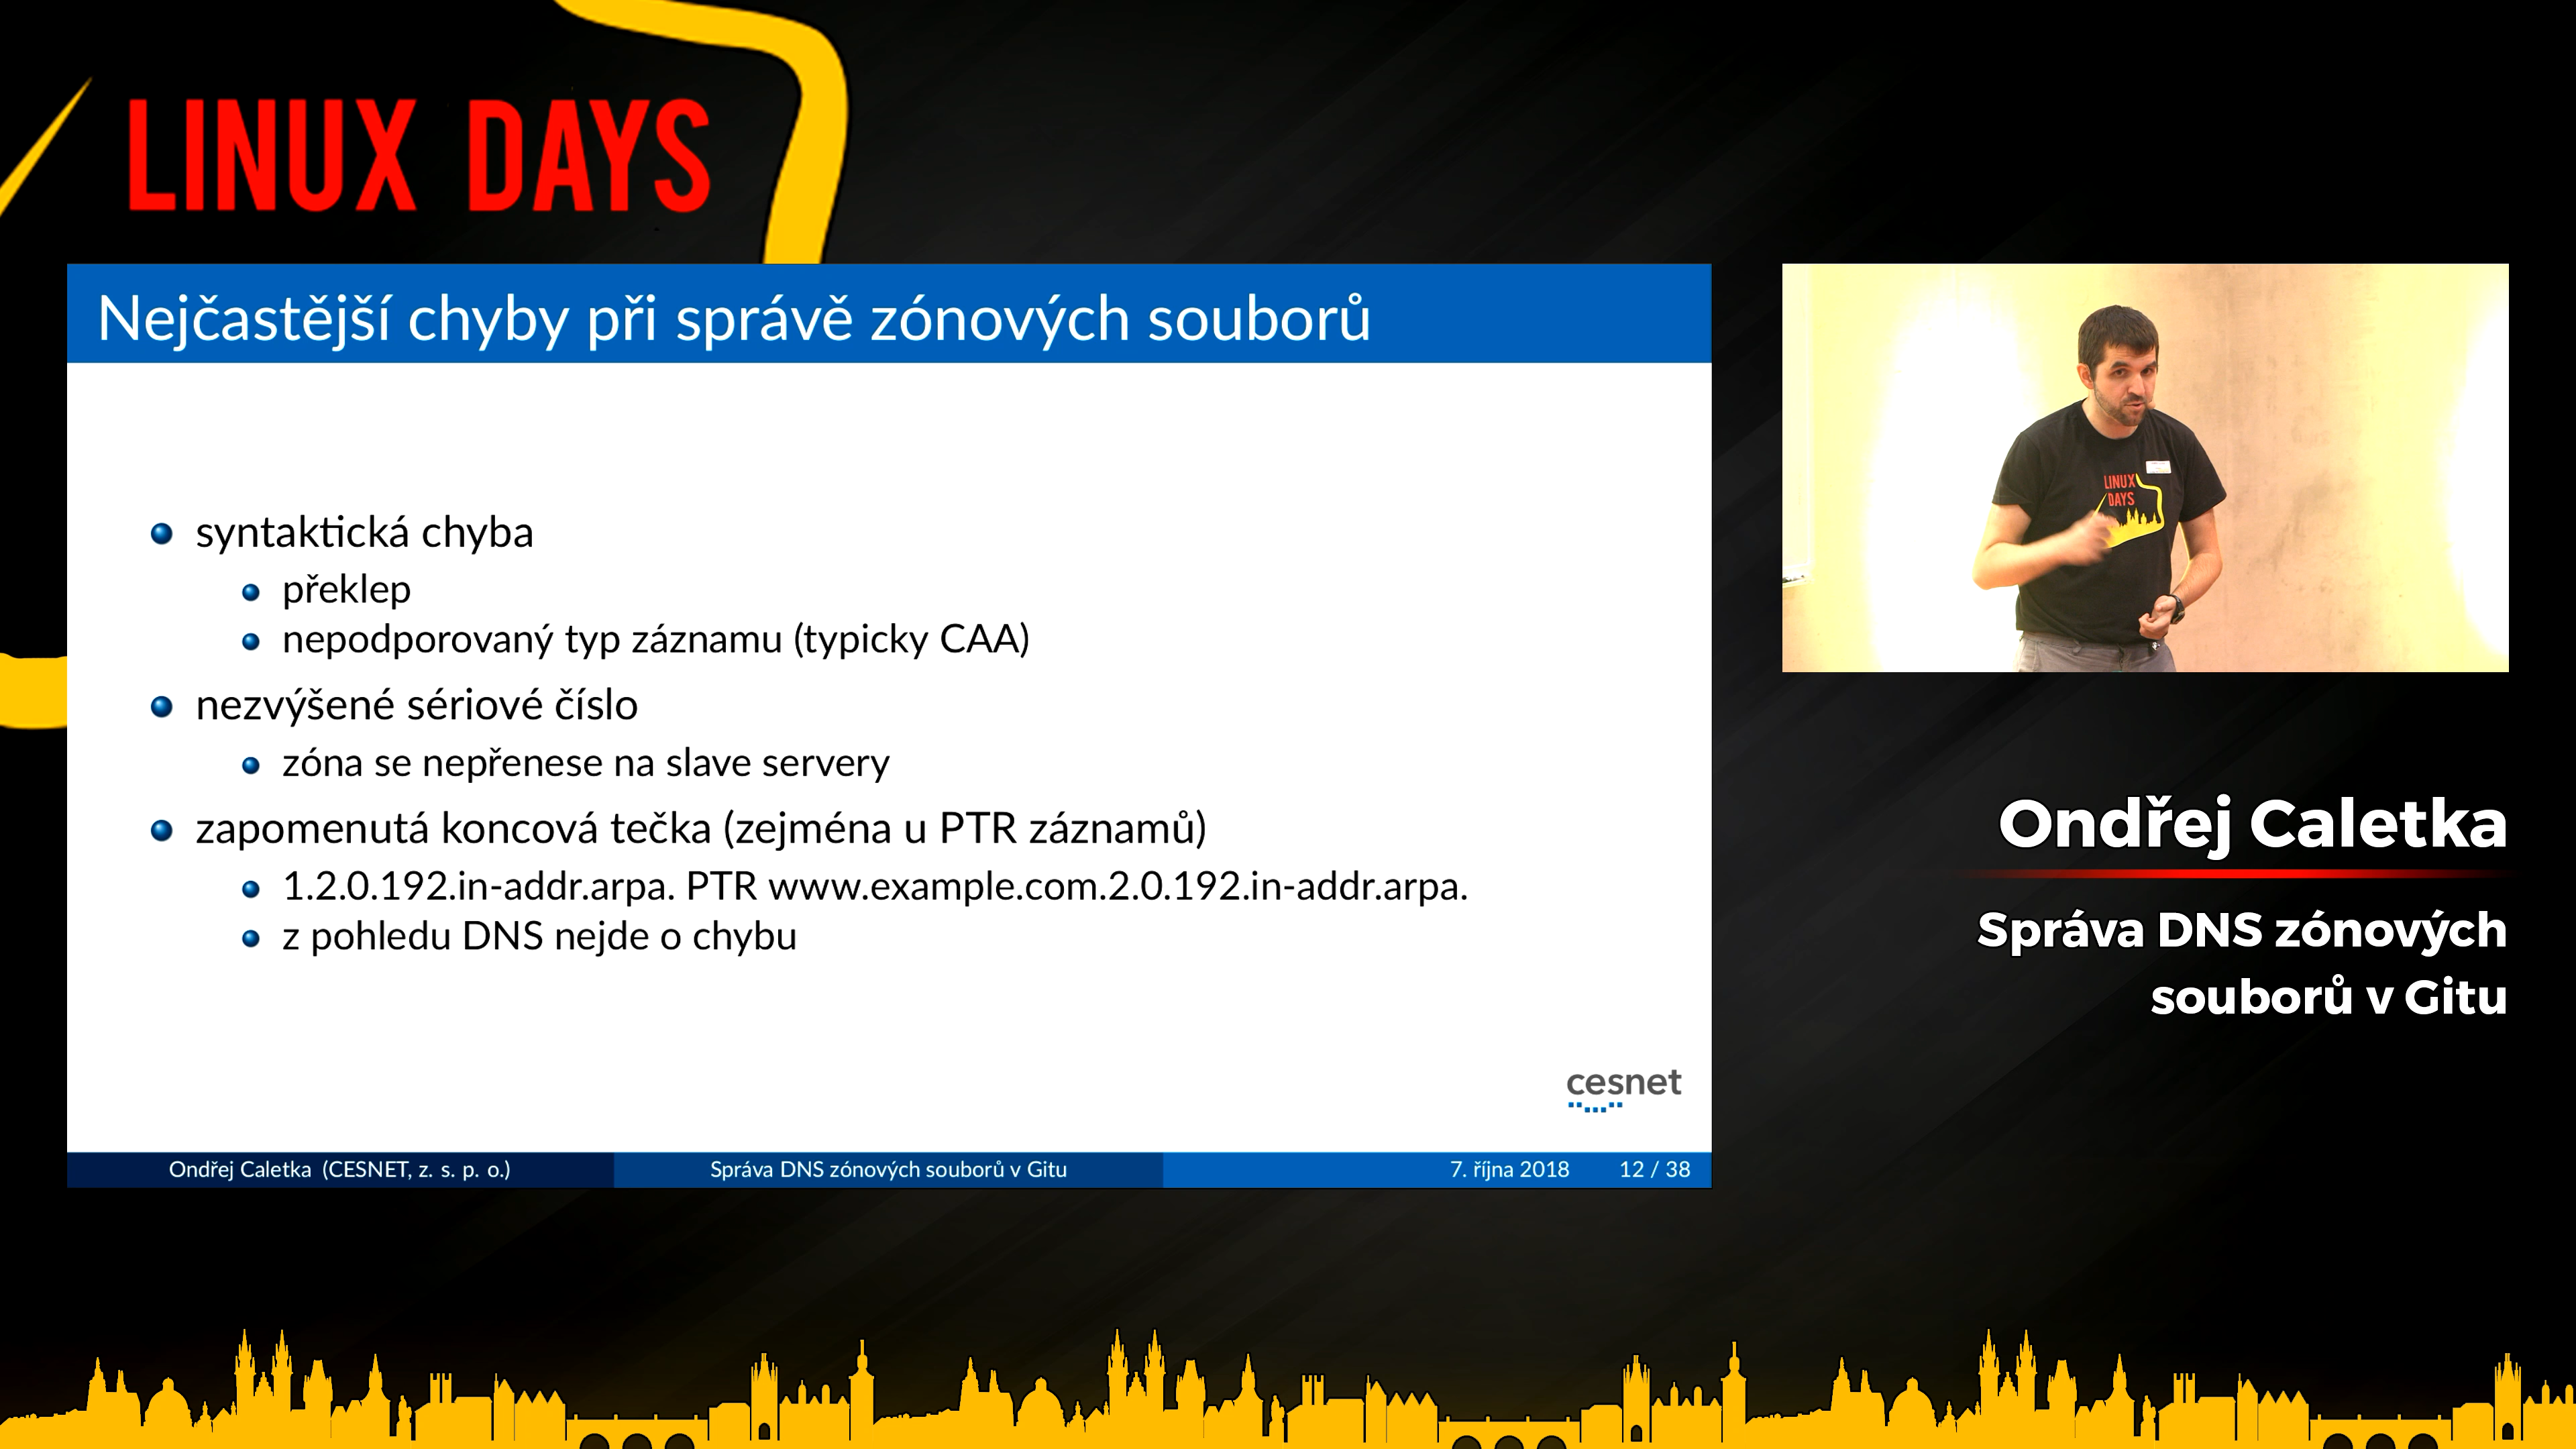 LINUX DAYS
Nejčastější chyby při správě zónových souborů
syntaktická chyba
překlep
nepodporovaný typ záznamu (typicky CAA)
nezvýšené sériové číslo
zóna se nepřenese na slave servery
zapomenutá koncová tečka (zejména u PTR záznamů)
1.2.0.192.in-addr.arpa. PTR www.example.com.2.0.192.in-addr.arpa.
z pohledu DNS nejde o chybu
cesnet
Ondřej Caletka (CESNET, z. s. p. o.)
Správa DNS zónových souborů v Gitu
7. října 2018
12 / 38
LINUX
DAYS
Ondřej Caletka
Správa DNS zónových
souborů v Gitu